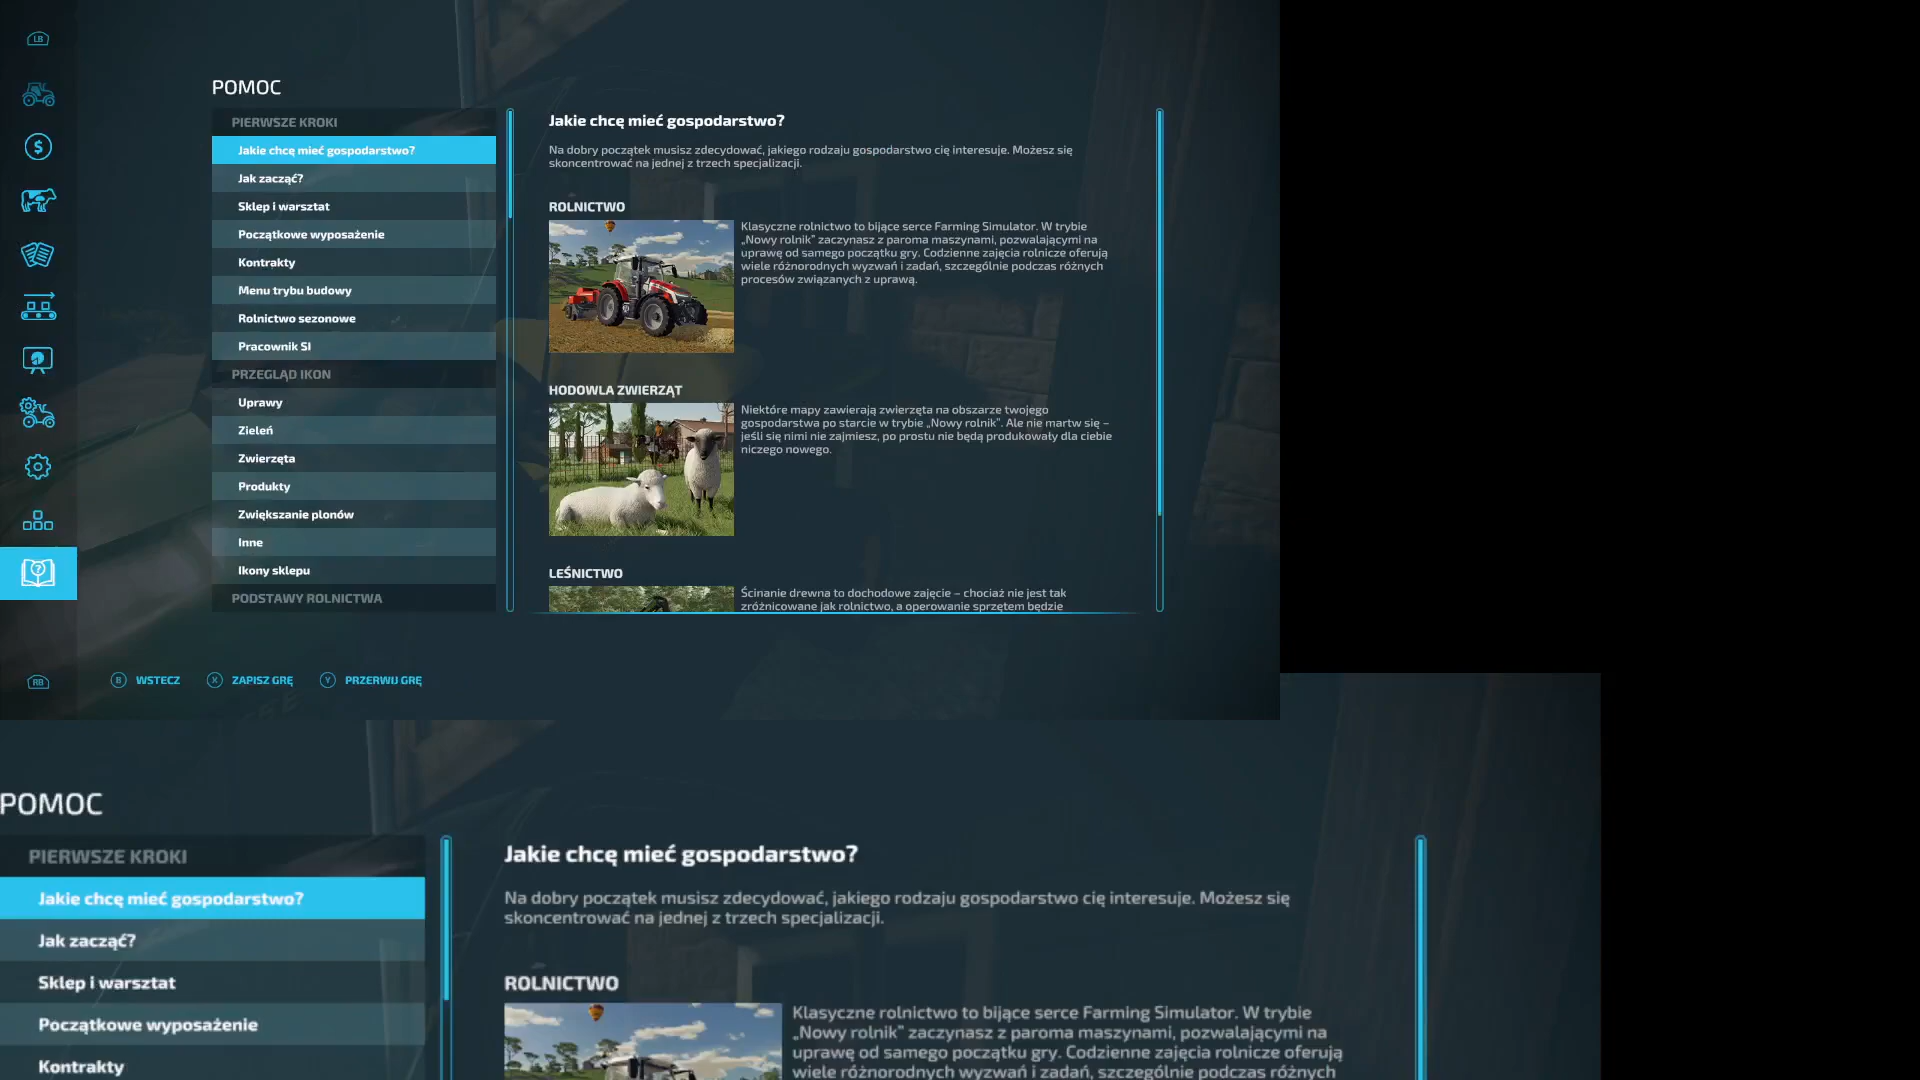 LB
POMOC
PIERWSZE KROKI
Jakie chcę mieć gospodarstwo?
Jak zacząć?
Sklep i warsztat
Początkowe wyposażenie
Kontrakty
Menu trybu budowy
Rolnictwo sezonowe
Pracownik SI
PRZEGLĄD IKON
Uprawy
Zieleń
Zwierzęta
Produkty
Zwiększanie plonów
Inne
Ikony sklepu
PODSTAWY ROLNICTWA
Jakie chcę mieć gospodarstwo?
Na dobry początek musisz zdecydować, jakiego rodzaju gospodarstwo cię interesuje. Możesz się
skoncentrować na jednej z trzech specjalizacji.
ROLNICTWO
Klasyczne rolnictwo to bijące serce Farming Simulator. W trybie
„Nowy rolnik” zaczynasz z paroma maszynami, pozwalającymi na
uprawę od samego początku gry. Codzienne zajęcia rolnicze oferują
wiele różnorodnych wyzwań i zadań, szczególnie podczas różnych
procesów związanych z uprawą.
HODOWLA ZWIERZĄT
Niektóre mapy zawierają zwierzęta na obszarze twojego
gospodarstwa po starcie w trybie „Nowy rolnik”. Ale nie martw się –
jeśli się nimi nie zajmiesz, po prostu nie będą produkowały dla ciebie
niczego nowego.
LEŚNICTWO
Ścinanie drewna to dochodowe zajęcie – chociaż nie jest tak
zróżnicowane jak rolnictwo, a operowanie sprzętem będzie
RB
B WSTECZ X ZAPISZ GRĘ Y PRZERWIJ GRĘ
POMOC
PIERWSZE KROKI
Jakie chcę mieć gospodarstwo?
Jak zacząć?
Sklep i warsztat
Początkowe wyposażenie
Kontrakty
Jakie chcę mieć gospodarstwo?
Na dobry początek musisz zdecydować, jakiego rodzaju gospodarstwo cię interesuje. Możesz się
skoncentrować na jednej z trzech specjalizacji.
ROLNICTWO
Klasyczne rolnictwo to bijące serce Farming Simulator. W trybie
„Nowy rolnik” zaczynasz z paroma maszynami, pozwalającymi na
uprawę od samego początku gry. Codzienne zajęcia rolnicze oferują
wiele różnorodnych wyzwań i zadań, szczególnie podczas różnych